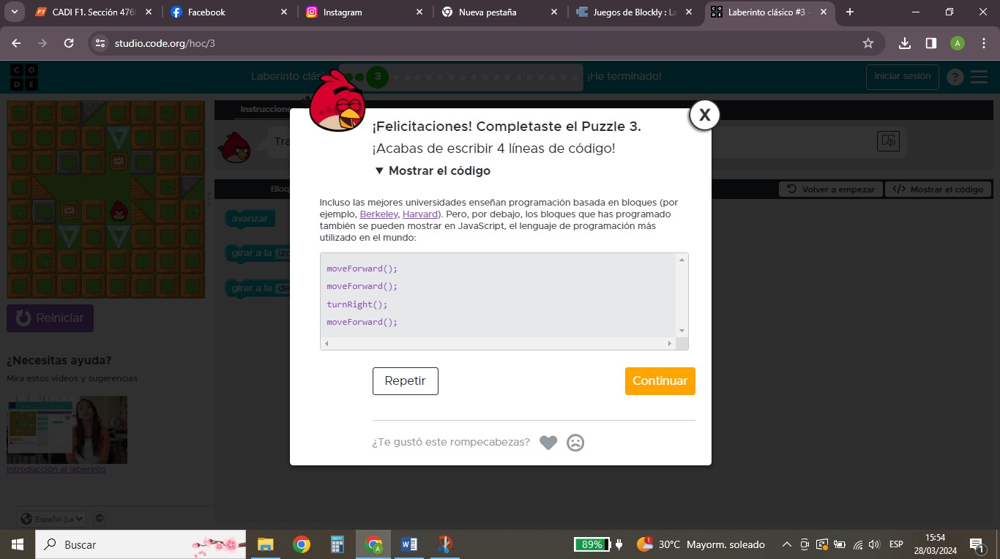 CADI F1. Sección 476
Facebook
Instagram
Nueva pestaña
Juegos de Blockly : La
Laberinto clásico #3 -
studio.code.org/hoc/3
A
C O
D E
Laberinto clásico
3
¡He terminado!
Iniciar sesión
?
Instrucciones
Tra
X
¡Felicitaciones! Completaste el Puzzle 3.
¡Acabas de escribir 4 líneas de código!
▼ Mostrar el código
Bloq
Volver a empezar
</> Mostrar el código
Incluso las mejores universidades enseñan programación basada en bloques (por
ejemplo, Berkeley, Harvard). Pero, por debajo, los bloques que has programado
también se pueden mostrar en JavaScript, el lenguaje de programación más
utilizado en el mundo:
avanzar
girar a la izq
girar a la de
TNT
TNT
moveForward();
moveForward();
turnRight();
moveForward();
Reiniciar
Repetir
Continuar
¿Necesitas ayuda?
Mira estos videos y sugerencias
Introducción al laberinto
¿Te gustó este rompecabezas?
Español (La
©
Buscar
A
W
89%
1
30°C Mayorm. soleado
ESP
15:54
28/03/2024
1